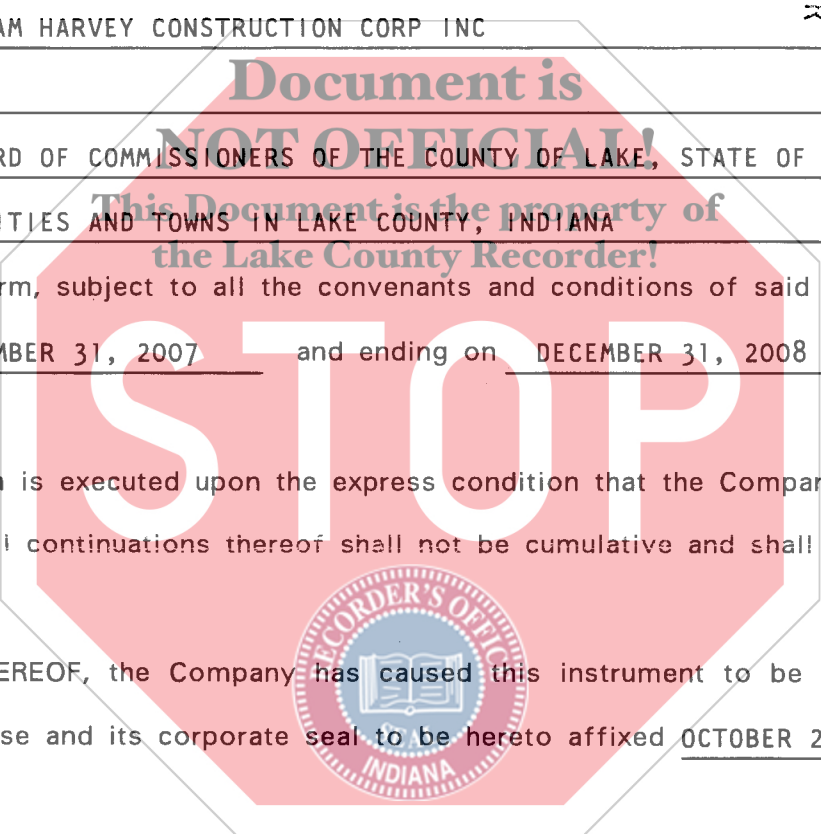 AM HARVEY CONSTRUCTION CORP INC
Document is
NOT OFFICIAL!
RD OF COMMISSIONERS OF THE COUNTY OF LAKE, STATE OF
This Document is the property of
TIES AND TOWNS IN LAKE COUNTY, INDIANA
the Lake County Recorder!
rm, subject to all the convenants and conditions of said
MBER 31, 2007 and ending on DECEMBER 31, 2008
STOP
is executed upon the express condition that the Compan
l continuations thereof shall not be cumulative and shall
RECORDER'S OFFICE
EREOF, the Company has caused this instrument to be
SEAL
se and its corporate seal to be hereto affixed OCTOBER 2
INDIANA